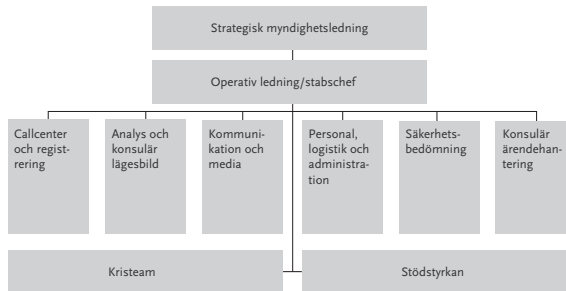 Strategisk myndighetsledning
Operativ ledning/stabschef
Callcenter
och regist-
rering
Analys och
konsulär
lägesbild
Kommuni-
kation och
media
Personal,
logistik och
administra-
tion
Säkerhets-
bedömning
Konsulär
ärendehan-
tering
Kristeam
Stödstyrkan